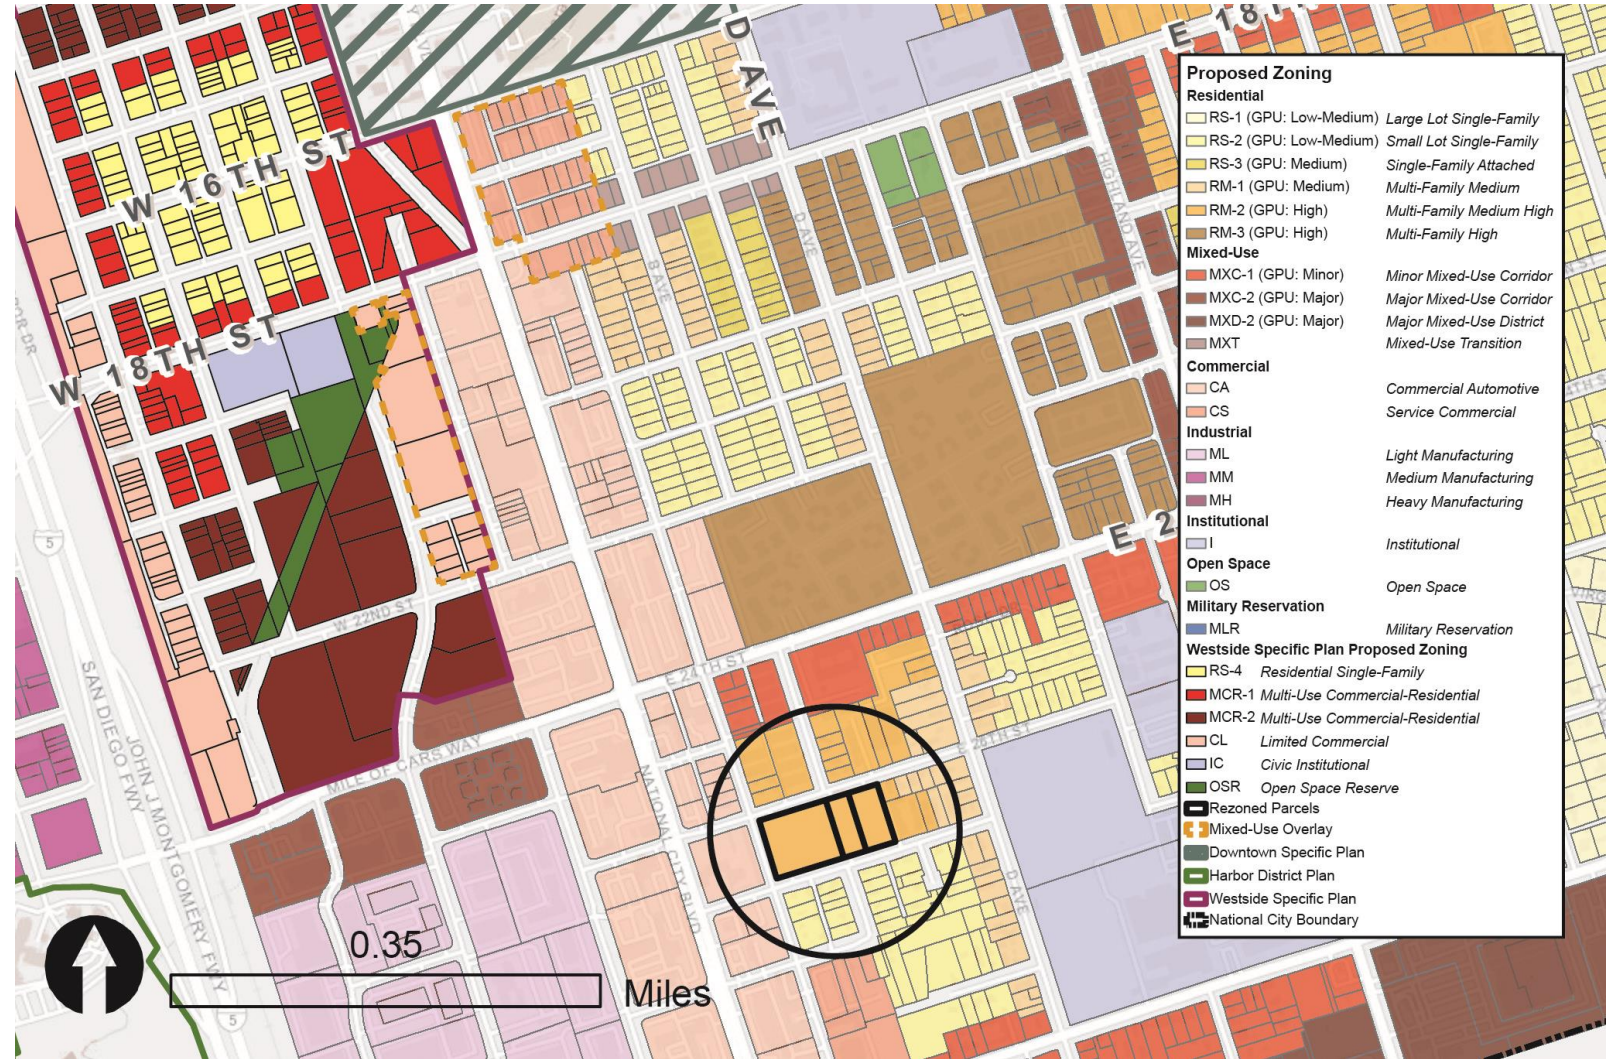 D AVE
E 18TH
W 16TH ST
W 18TH ST
D AVE
HIGHLAND AVE
B AVE
5
W 22ND ST
E 2
E 24TH ST
E 26TH ST
MILE OF CARS WAY
NATIONAL CITY BLVD
D AVE
SAN DIEGO FWY
JOHN J MONTGOMERY FWY
5
0.35
Miles
Proposed Zoning
Residential
RS-1 (GPU: Low-Medium) Large Lot Single-Family
RS-2 (GPU: Low-Medium) Small Lot Single-Family
RS-3 (GPU: Medium) Single-Family Attached
RM-1 (GPU: Medium) Multi-Family Medium
RM-2 (GPU: High) Multi-Family Medium High
RM-3 (GPU: High) Multi-Family High
Mixed-Use
MXC-1 (GPU: Minor) Minor Mixed-Use Corridor
MXC-2 (GPU: Major) Major Mixed-Use Corridor
MXD-2 (GPU: Major) Major Mixed-Use District
MXT Mixed-Use Transition
Commercial
CA Commercial Automotive
CS Service Commercial
Industrial
ML Light Manufacturing
MM Medium Manufacturing
MH Heavy Manufacturing
Institutional
I Institutional
Open Space
OS Open Space
Military Reservation
MLR Military Reservation
Westside Specific Plan Proposed Zoning
RS-4 Residential Single-Family
MCR-1 Multi-Use Commercial-Residential
MCR-2 Multi-Use Commercial-Residential
CL Limited Commercial
IC Civic Institutional
OSR Open Space Reserve
Rezoned Parcels
Mixed-Use Overlay
Downtown Specific Plan
Harbor District Plan
Westside Specific Plan
National City Boundary